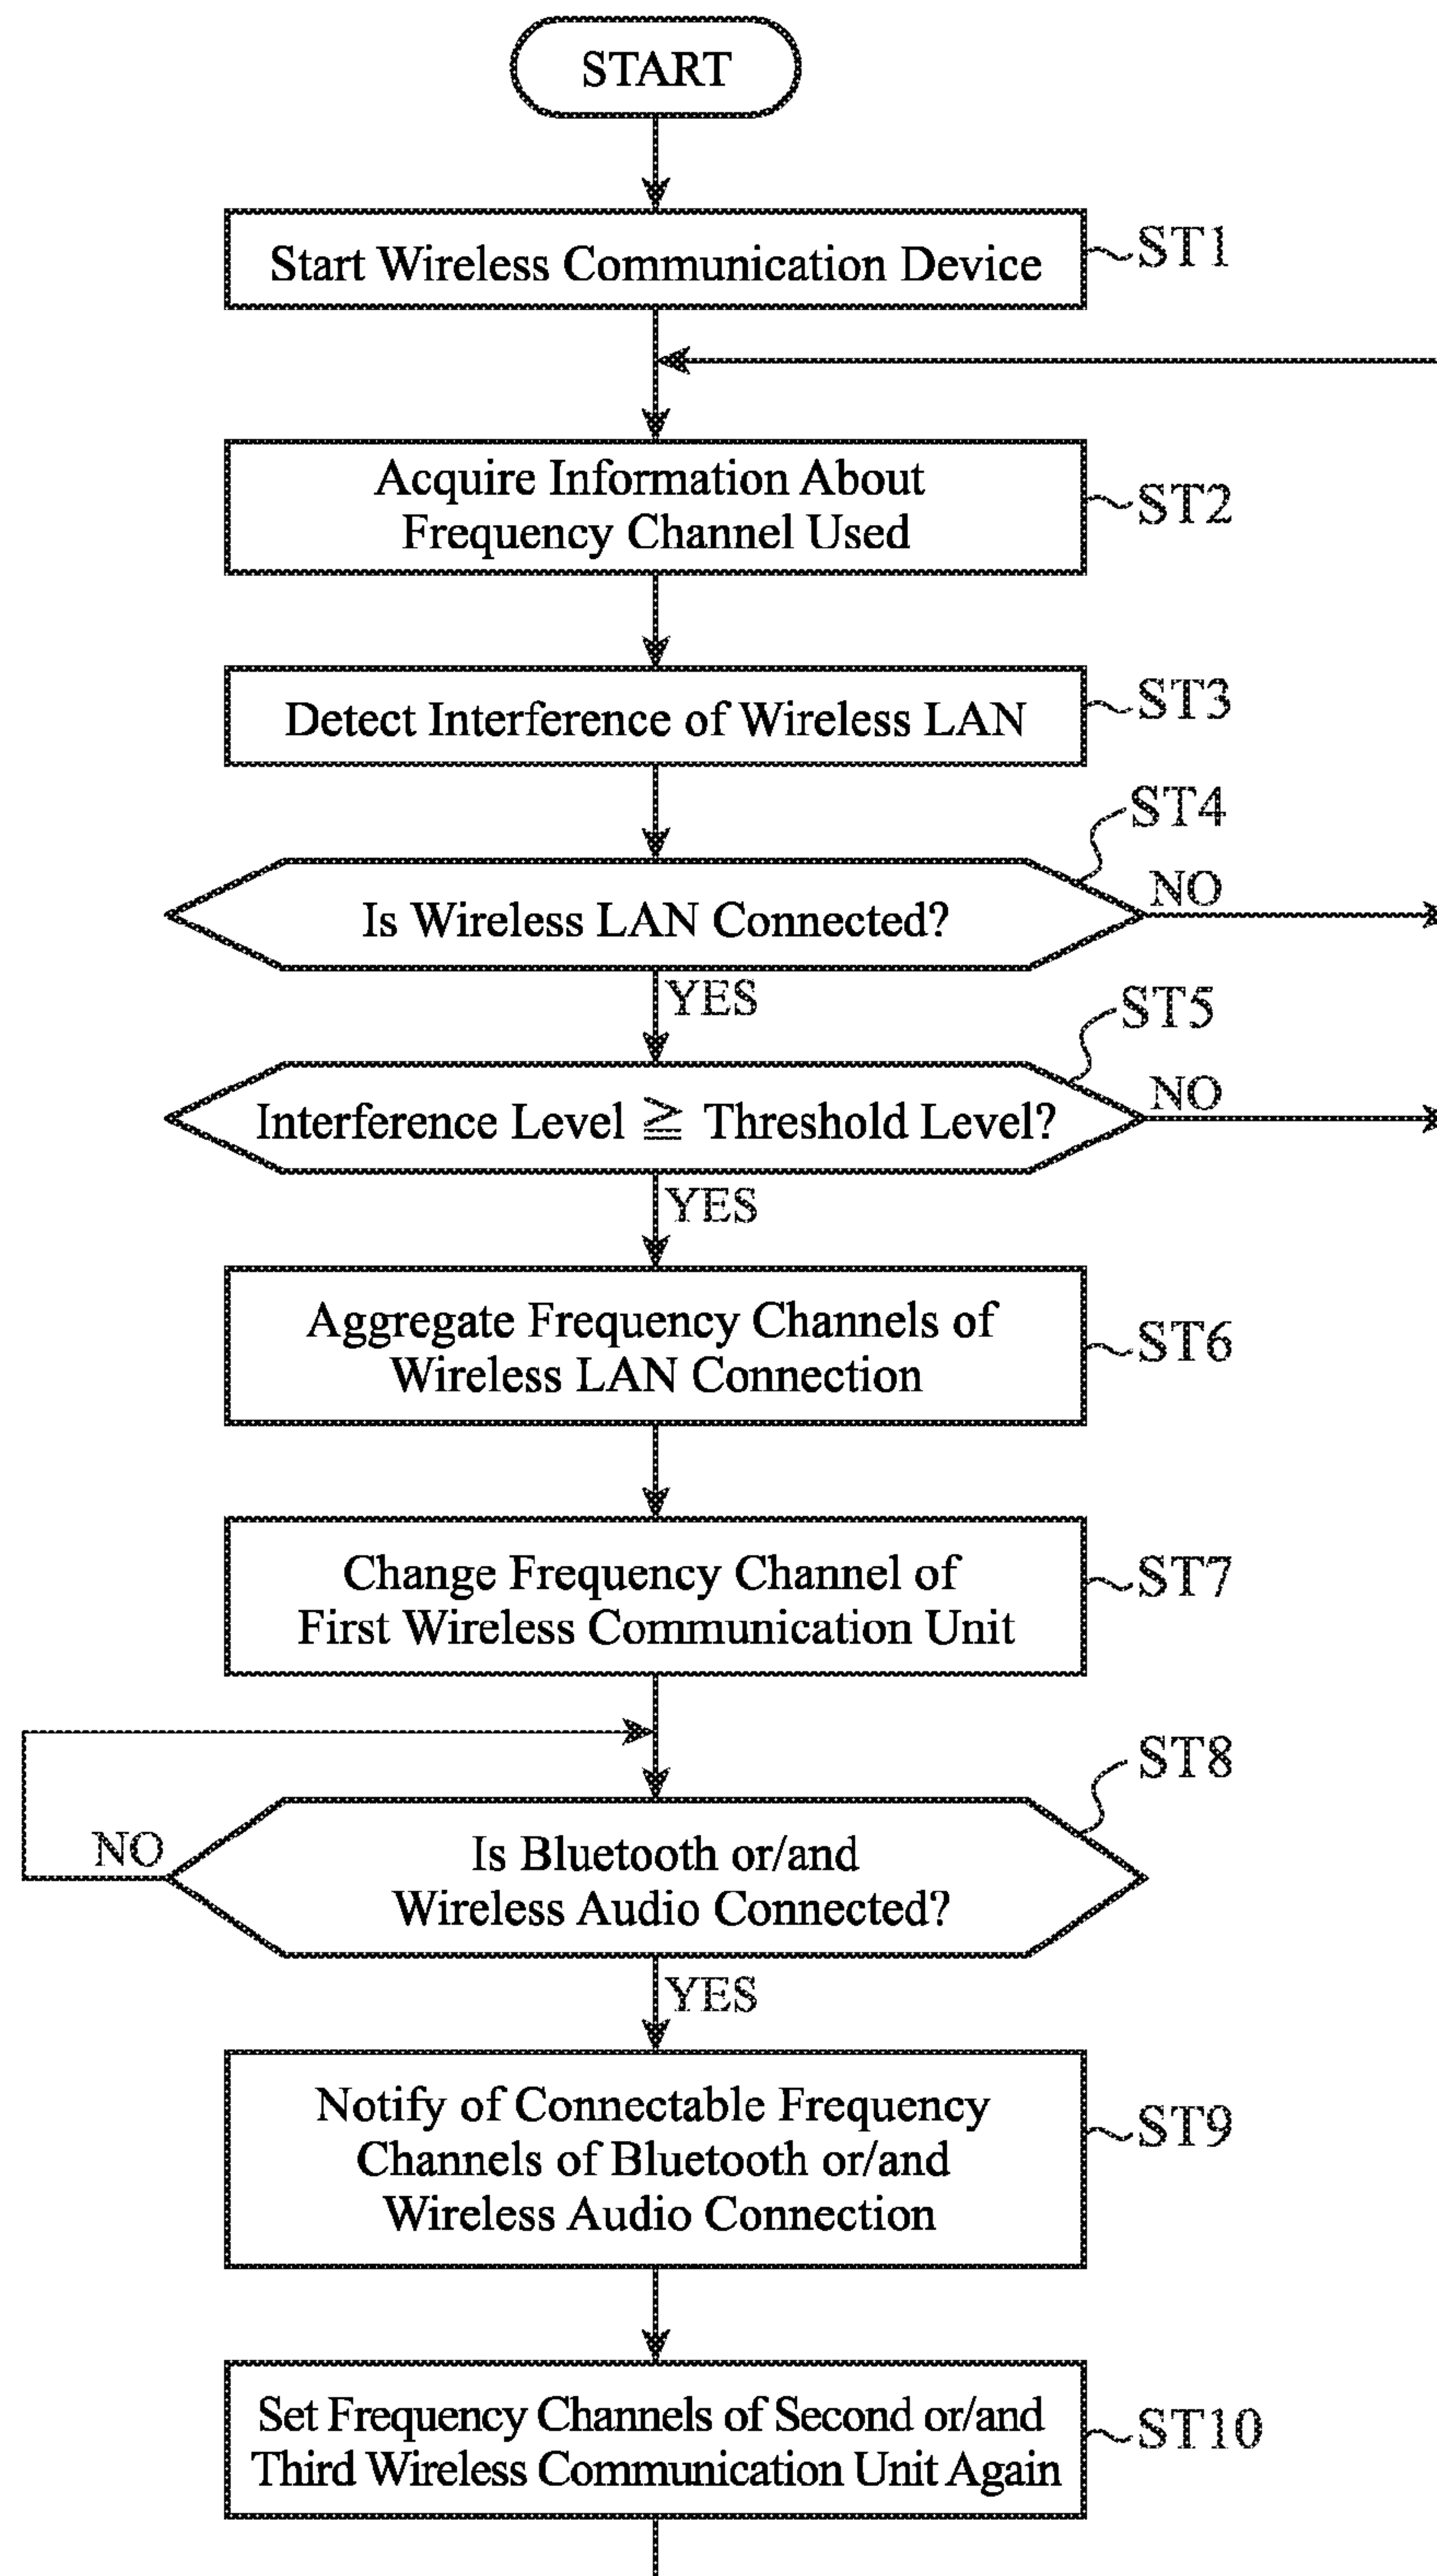 START
Start Wireless Communication Device
ST1
Acquire Information About
Frequency Channel Used
ST2
Detect Interference of Wireless LAN
ST3
ST4
Is Wireless LAN Connected?
NO
YES
ST5
Interference Level ≧ Threshold Level?
NO
YES
Aggregate Frequency Channels of
Wireless LAN Connection
ST6
Change Frequency Channel of
First Wireless Communication Unit
ST7
ST8
NO
Is Bluetooth or/and
Wireless Audio Connected?
YES
Notify of Connectable Frequency
Channels of Bluetooth or/and
Wireless Audio Connection
ST9
Set Frequency Channels of Second or/and
Third Wireless Communication Unit Again
ST10